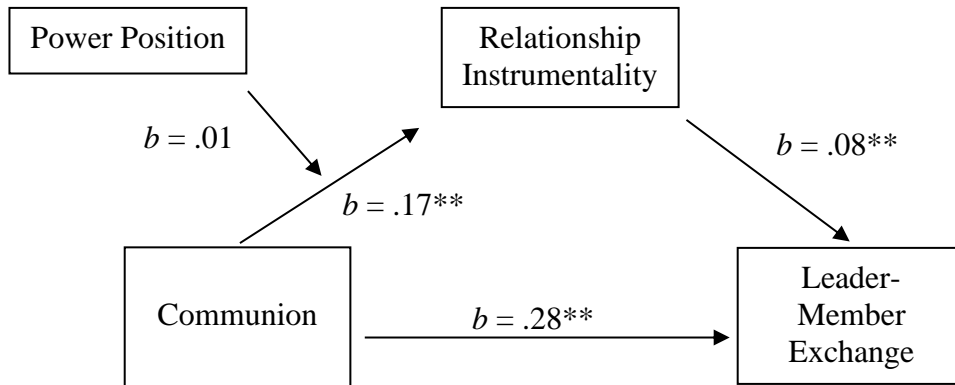 Power Position
Relationship
Instrumentality
b = .01
b = .08**
b = .17**
Communion
b = .28**
Leader-
Member
Exchange